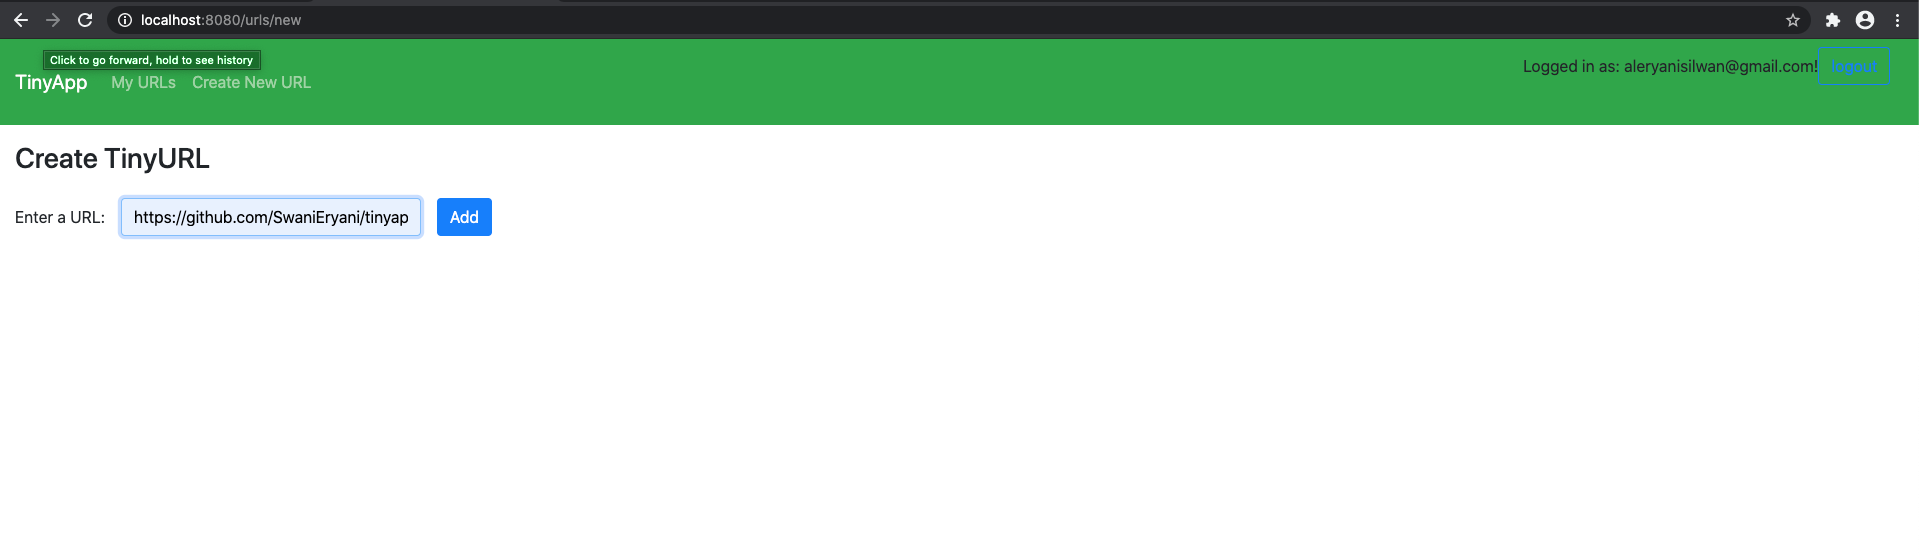 localhost:8080/urls/new
Click to go forward, hold to see history
TinyApp My URLs Create New URL
Logged in as: aleryanisilwan@gmail.com! logout
Create TinyURL
Enter a URL: https://github.com/SwaniEryani/tinyap Add